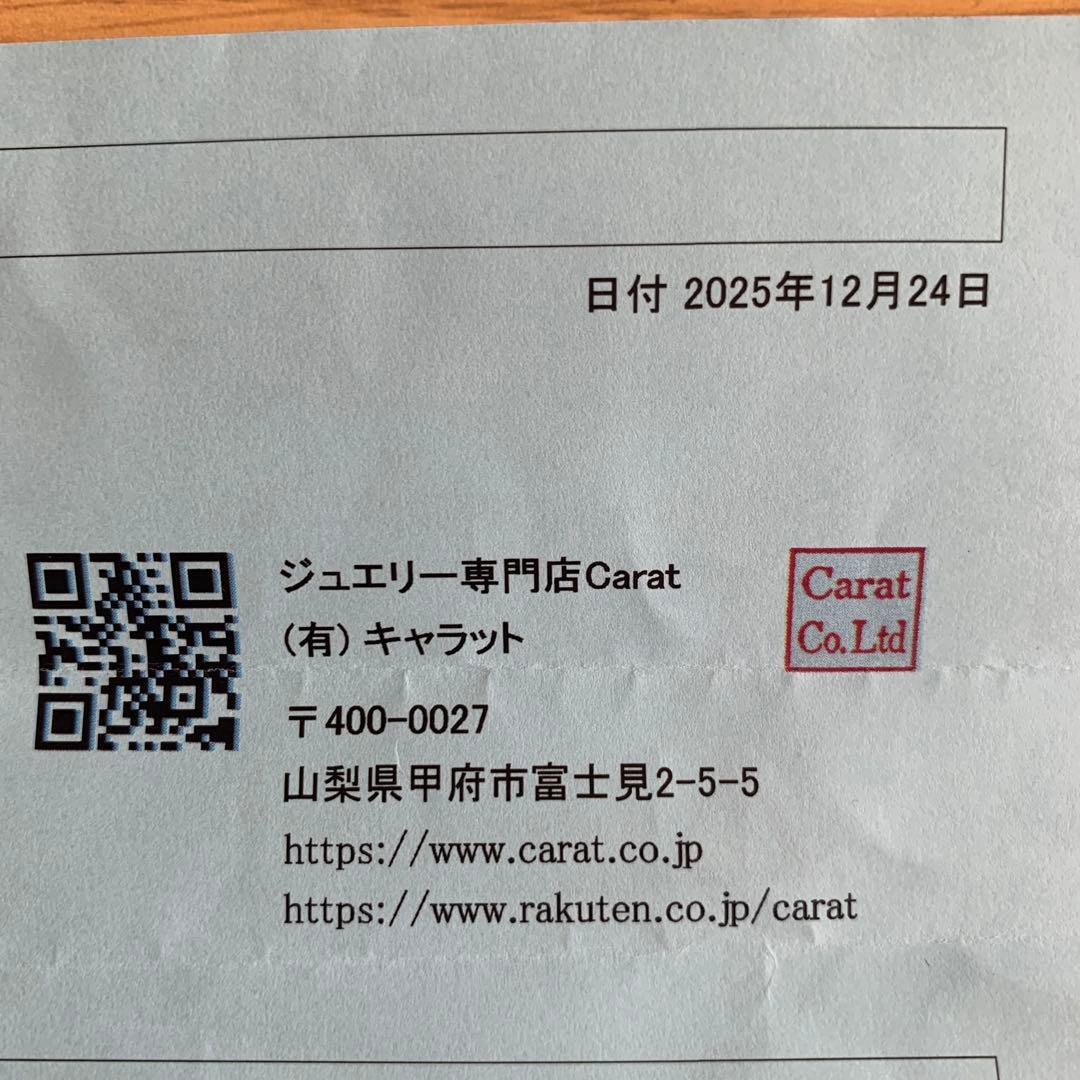 日付 2025年12月24日
ジュエリー専門店Carat
(有) キャラット
〒400-0027
山梨県甲府市富士見2-5-5
https://www.carat.co.jp
https://www.rakuten.co.jp/carat
Carat
Co.Ltd